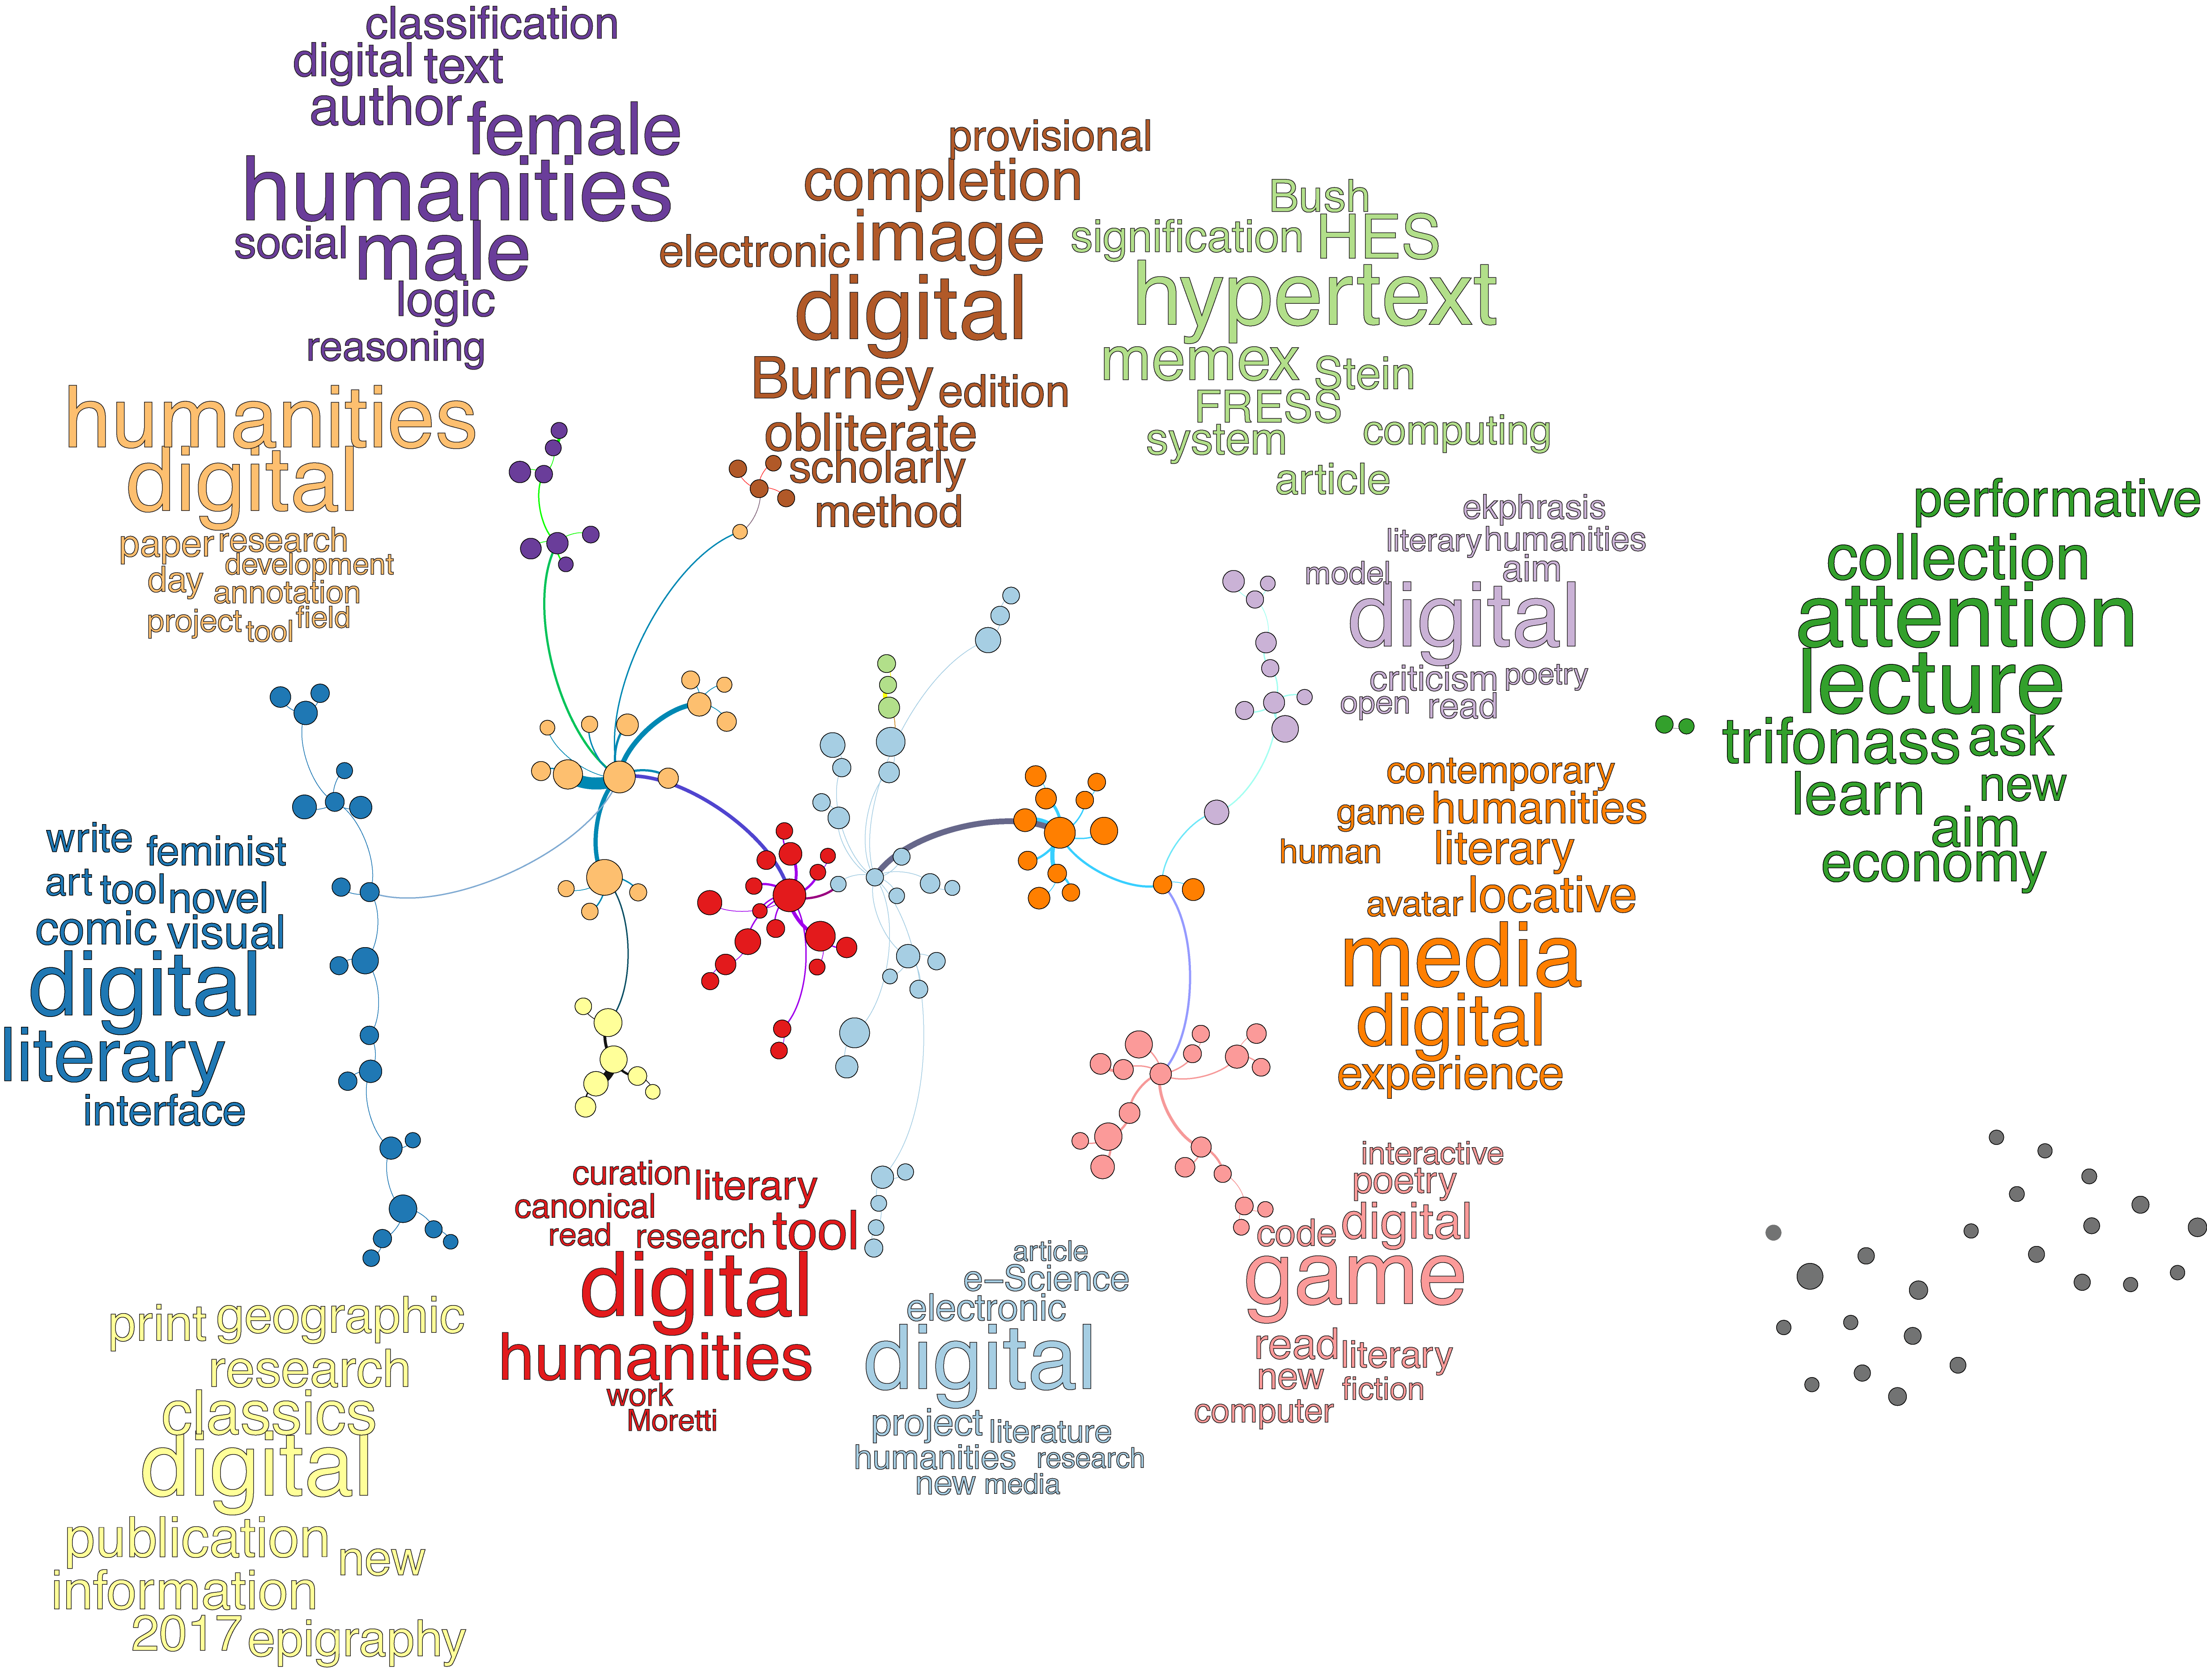 classification
digital text
author
female
humanities
social male
logic
reasoning
provisional
completion
electronic image
digital
Burney edition
obliterate
scholarly
method
Bush
signification HES
hypertext
memex Stein
FRESS
system computing
article
humanities
digital
paper research
development
day annotation
project tool field
ekphrasis
literary humanities
model aim
digital
criticism poetry
open read
performative
collection
attention
lecture
trifonass ask
learn new
aim
economy
contemporary
game humanities
human literary
avatar locative
media
digital
experience
write feminist
art tool novel
comic visual
digital
literary
interface
curation literary
canonical
read research tool
digital
humanities
work
Moretti
article
e-Science
electronic
digital
project literature
humanities research
new media
interactive
poetry
code digital
game
read literary
new fiction
computer
print geographic
research
classics
digital
publication new
information
2017 epigraphy